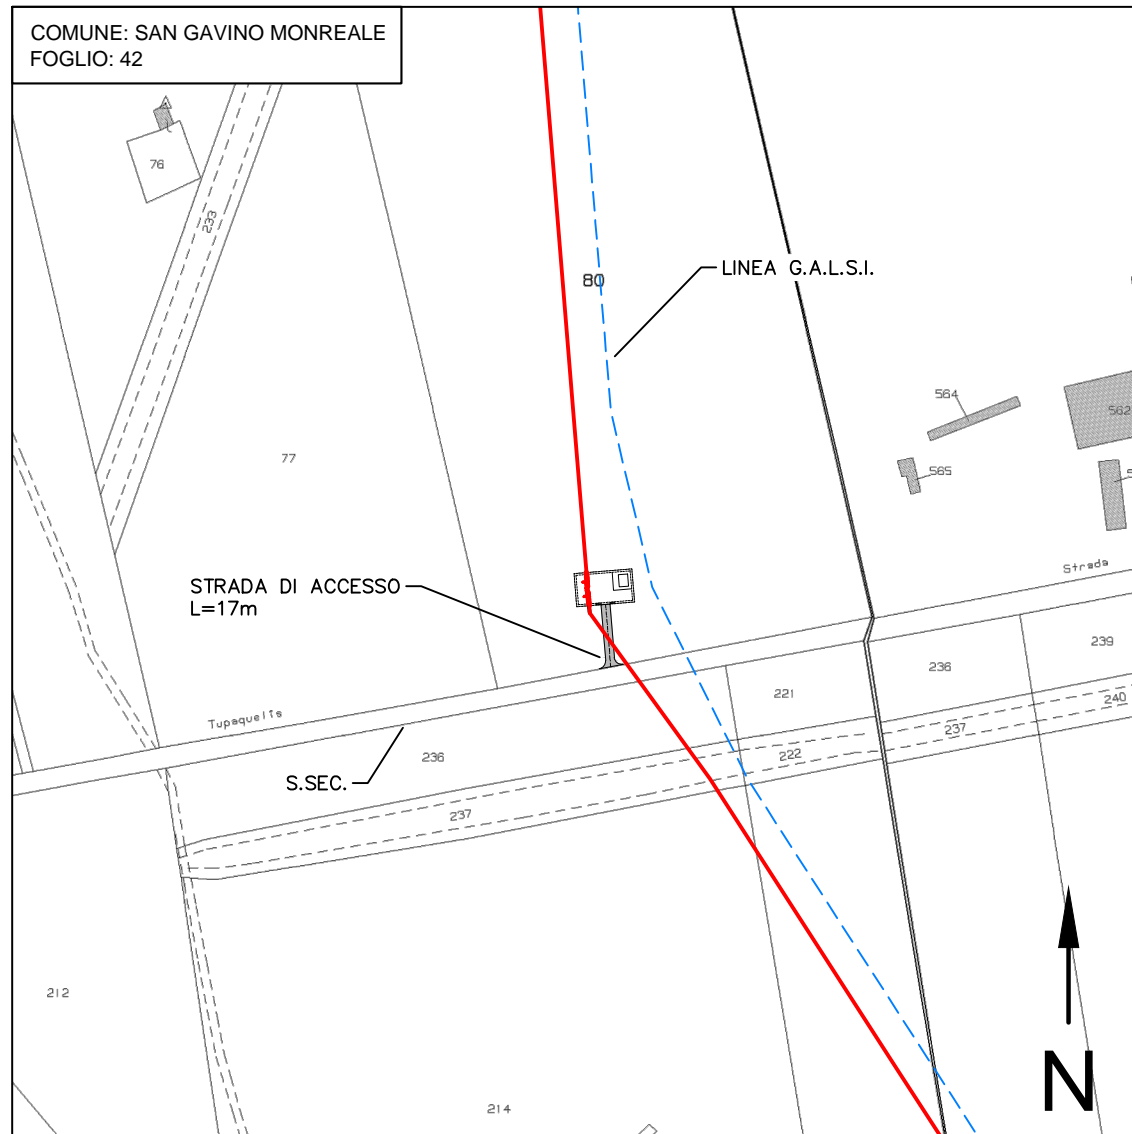 COMUNE: SAN GAVINO MONREALE
FOGLIO: 42
76
233
LINEA G.A.L.S.I.
80
564
562
77
565
STRADA DI ACCESSO
L=17m
Strada
239
236
221
240
Tupaquelis
237
222
236
S.SEC.
237
212
214
N